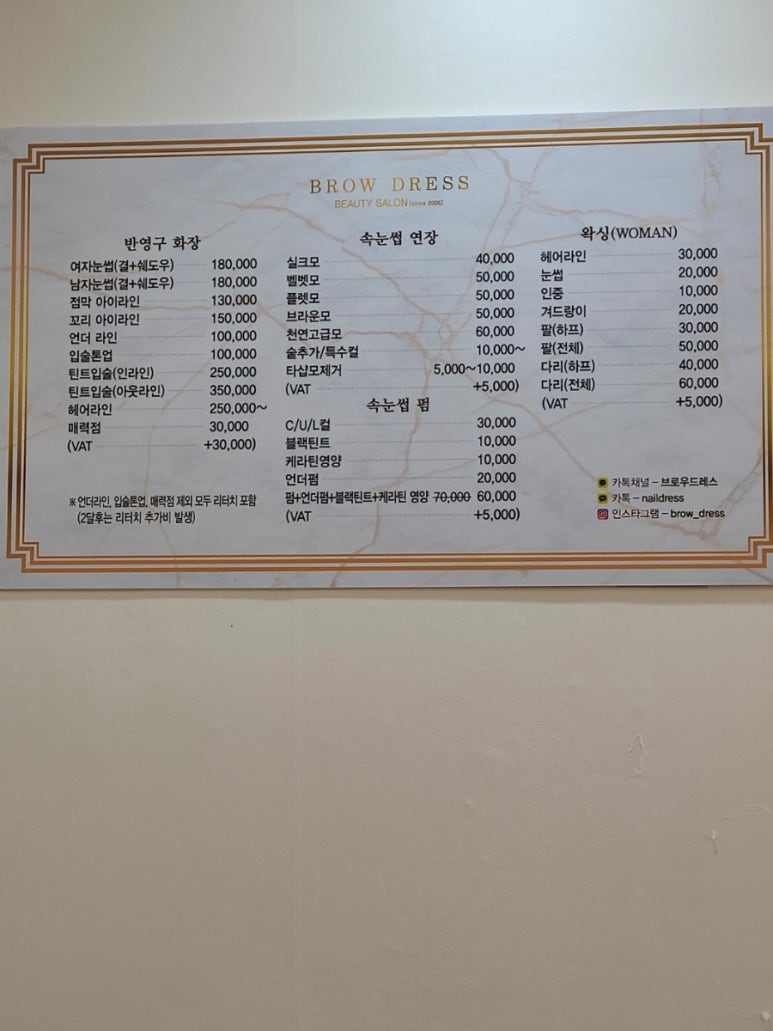 BROW DRESS
BEAUTY SALON [since 2005]
반영구 화장
여자눈썹(결+쉐도우) 180,000
남자눈썹(결+쉐도우) 180,000
점막 아이라인 130,000
꼬리 아이라인 150,000
언더 라인 100,000
입술톤업 100,000
틴트입술(인라인) 250,000
틴트입술(아웃라인) 350,000
헤어라인 250,000~
매력점 30,000
(VAT +30,000)
※ 언더라인, 입술톤업, 매력점 제외 모두 리터치 포함
(2달후는 리터치 추가비 발생)
속눈썹 연장
실크모 40,000
벨벳모 50,000
플렛모 50,000
브라운모 50,000
천연고급모 60,000
숱추가/특수컬 10,000~
타샵모제거 5,000~10,000
(VAT +5,000)
속눈썹 펌
C/U/L컬 30,000
블랙틴트 10,000
케라틴영양 10,000
언더펌 20,000
펌+언더펌+블랙틴트+케라틴 영양 70,000 60,000
(VAT +5,000)
왁싱(WOMAN)
헤어라인 30,000
눈썹 20,000
인중 10,000
겨드랑이 20,000
팔(하프) 30,000
팔(전체) 50,000
다리(하프) 40,000
다리(전체) 60,000
(VAT +5,000)
카톡채널 – 브로우드레스
카톡 – naildress
인스타그램 – brow_dress